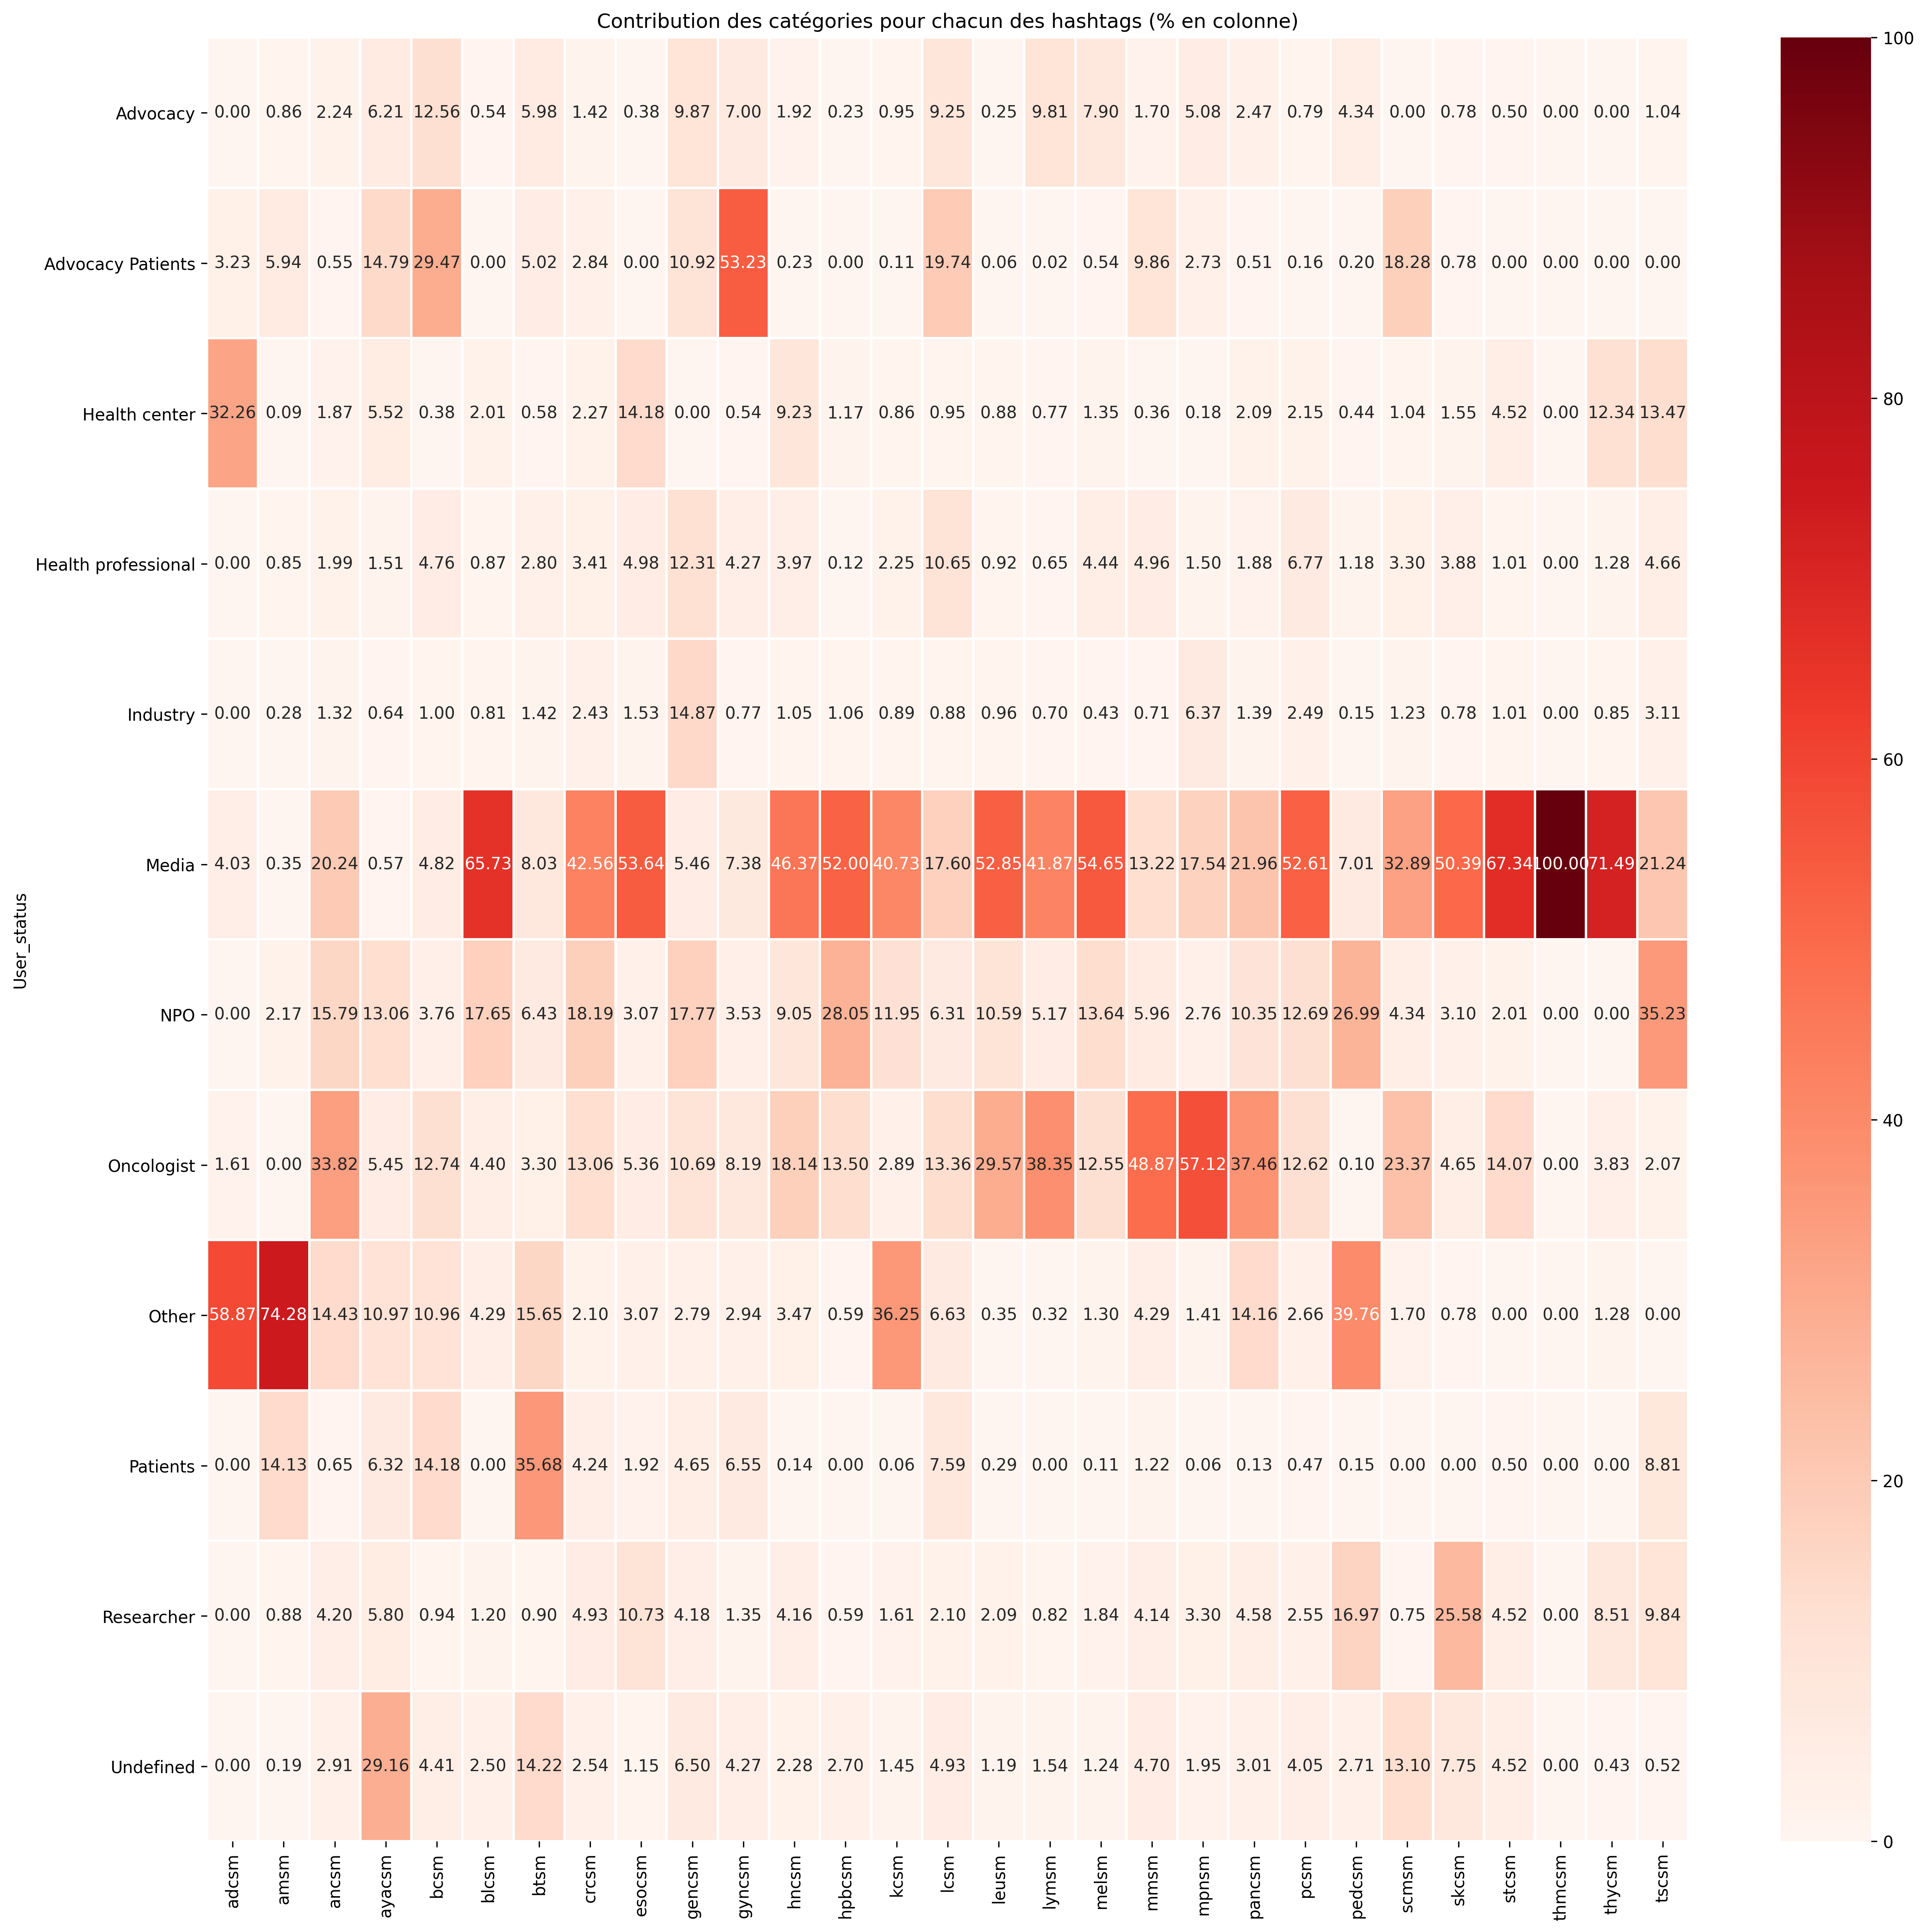 Contribution des catégories pour chacun des hashtags (% en colonne)
User_status
Advocacy 0.00 0.86 2.24 6.21 12.56 0.54 5.98 1.42 0.38 9.87 7.00 1.92 0.23 0.95 9.25 0.25 9.81 7.90 1.70 5.08 2.47 0.79 4.34 0.00 0.78 0.50 0.00 0.00 1.04
Advocacy Patients 3.23 5.94 0.55 14.79 29.47 0.00 5.02 2.84 0.00 10.92 53.23 0.23 0.00 0.11 19.74 0.06 0.02 0.54 9.86 2.73 0.51 0.16 0.20 18.28 0.78 0.00 0.00 0.00 0.00
Health center 32.26 0.09 1.87 5.52 0.38 2.01 0.58 2.27 14.18 0.00 0.54 9.23 1.17 0.86 0.95 0.88 0.77 1.35 0.36 0.18 2.09 2.15 0.44 1.04 1.55 4.52 0.00 12.34 13.47
Health professional 0.00 0.85 1.99 1.51 4.76 0.87 2.80 3.41 4.98 12.31 4.27 3.97 0.12 2.25 10.65 0.92 0.65 4.44 4.96 1.50 1.88 6.77 1.18 3.30 3.88 1.01 0.00 1.28 4.66
Industry 0.00 0.28 1.32 0.64 1.00 0.81 1.42 2.43 1.53 14.87 0.77 1.05 1.06 0.89 0.88 0.96 0.70 0.43 0.71 6.37 1.39 2.49 0.15 1.23 0.78 1.01 0.00 0.85 3.11
Media 4.03 0.35 20.24 0.57 4.82 65.73 8.03 42.56 53.64 5.46 7.38 46.37 52.00 40.73 17.60 52.85 41.87 54.65 13.22 17.54 21.96 52.61 7.01 32.89 50.39 67.34 100.00 71.49 21.24
NPO 0.00 2.17 15.79 13.06 3.76 17.65 6.43 18.19 3.07 17.77 3.53 9.05 28.05 11.95 6.31 10.59 5.17 13.64 5.96 2.76 10.35 12.69 26.99 4.34 3.10 2.01 0.00 0.00 35.23
Oncologist 1.61 0.00 33.82 5.45 12.74 4.40 3.30 13.06 5.36 10.69 8.19 18.14 13.50 2.89 13.36 29.57 38.35 12.55 48.87 57.12 37.46 12.62 0.10 23.37 4.65 14.07 0.00 3.83 2.07
Other 58.87 74.28 14.43 10.97 10.96 4.29 15.65 2.10 3.07 2.79 2.94 3.47 0.59 36.25 6.63 0.35 0.32 1.30 4.29 1.41 14.16 2.66 39.76 1.70 0.78 0.00 0.00 1.28 0.00
Patients 0.00 14.13 0.65 6.32 14.18 0.00 35.68 4.24 1.92 4.65 6.55 0.14 0.00 0.06 7.59 0.29 0.00 0.11 1.22 0.06 0.13 0.47 0.15 0.00 0.00 0.50 0.00 0.00 8.81
Researcher 0.00 0.88 4.20 5.80 0.94 1.20 0.90 4.93 10.73 4.18 1.35 4.16 0.59 1.61 2.10 2.09 0.82 1.84 4.14 3.30 4.58 2.55 16.97 0.75 25.58 4.52 0.00 8.51 9.84
Undefined 0.00 0.19 2.91 29.16 4.41 2.50 14.22 2.54 1.15 6.50 4.27 2.28 2.70 1.45 4.93 1.19 1.54 1.24 4.70 1.95 3.01 4.05 2.71 13.10 7.75 4.52 0.00 0.43 0.52
adcsm amsm ancsm ayacsm bcsm blcsm btsm crcsm esocsm gencsm gyncsm hncsm hpbcsm kcsm lcsm leusm lymsm melsm mmsm mpnsm pancsm pcsm pedcsm scmsm skcsm stcsm thmcsm thycsm tscsm
100
80
60
40
20
0